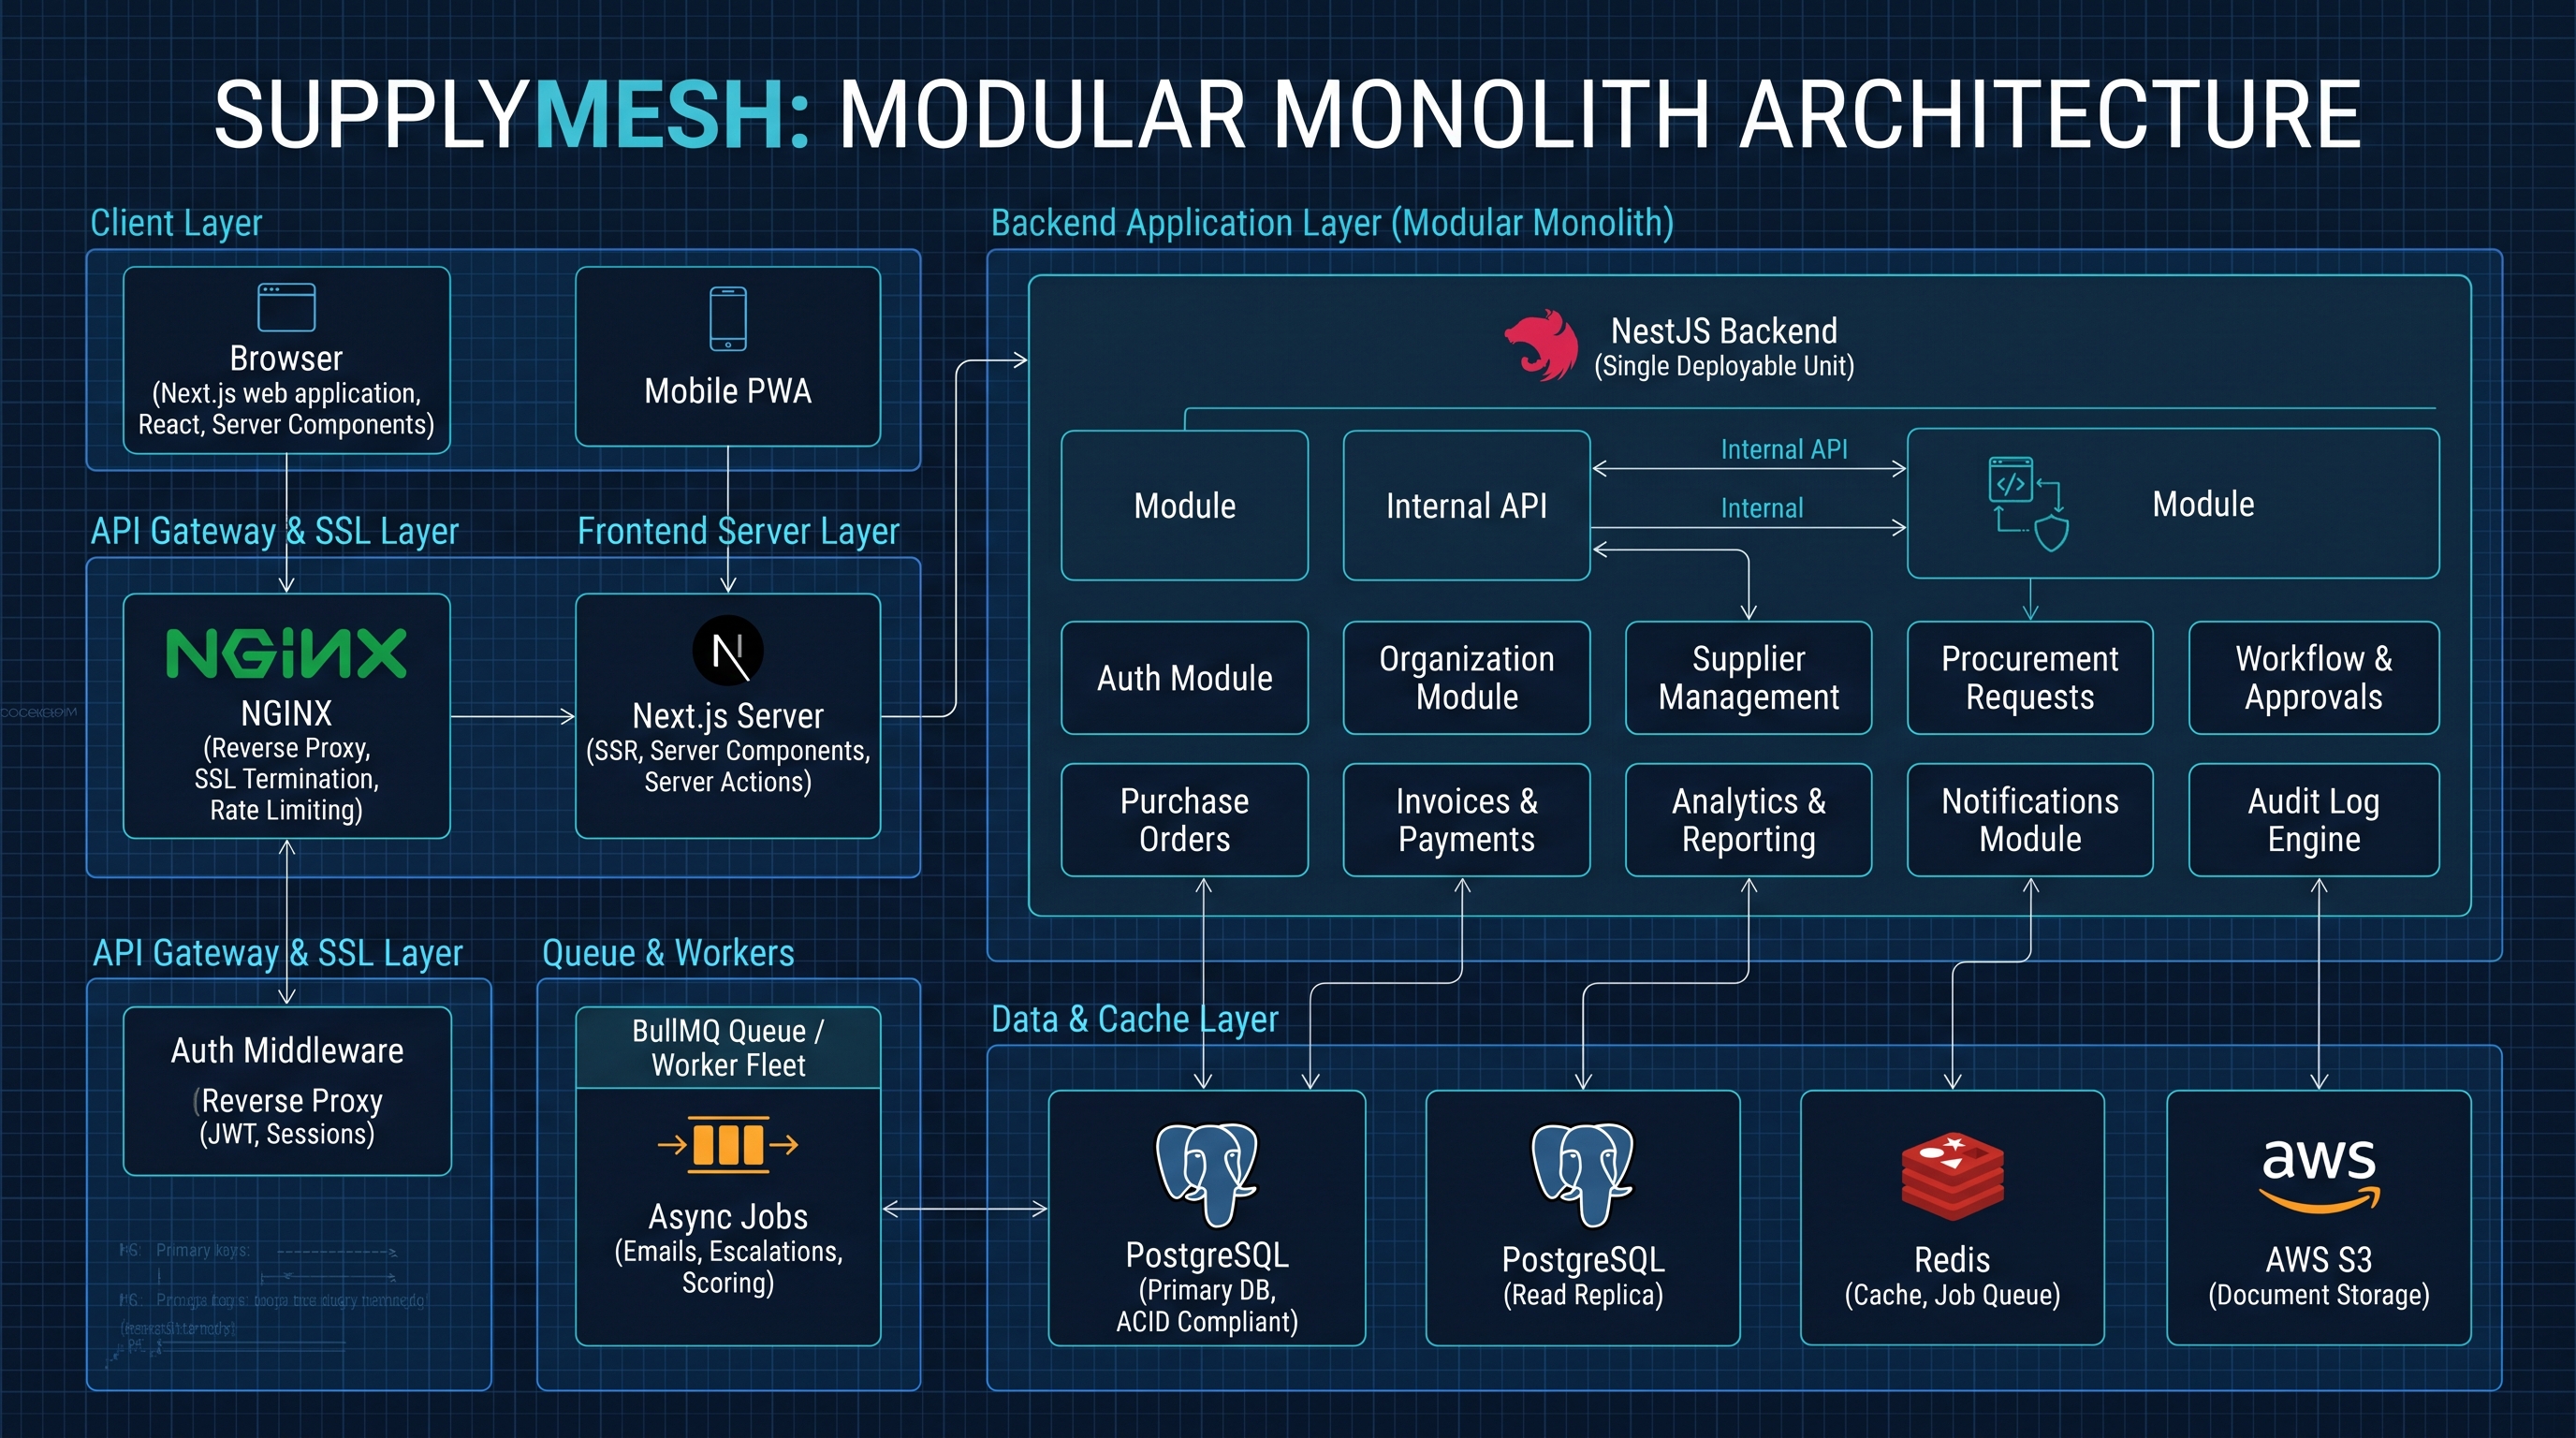 SUPPLYMESH: MODULAR MONOLITH ARCHITECTURE
Client Layer
Browser
(Next.js web application,
React, Server Components)
Mobile PWA
API Gateway & SSL Layer
Frontend Server Layer
NGINX
NGINX
(Reverse Proxy,
SSL Termination,
Rate Limiting)
N
Next.js Server
(SSR, Server Components,
Server Actions)
API Gateway & SSL Layer
Auth Middleware
(Reverse Proxy
(JWT, Sessions)
Primary keys:
Queue & Workers
BullMQ Queue /
Worker Fleet
Async Jobs
(Emails, Escalations,
Scoring)
Backend Application Layer (Modular Monolith)
NestJS Backend
(Single Deployable Unit)
Module
Internal API
Internal API
Internal
</>
Module
Auth Module
Organization
Module
Supplier
Management
Procurement
Requests
Workflow &
Approvals
Purchase
Orders
Invoices &
Payments
Analytics &
Reporting
Notifications
Module
Audit Log
Engine
Data & Cache Layer
PostgreSQL
(Primary DB,
ACID Compliant)
PostgreSQL
(Read Replica)
Redis
(Cache, Job Queue)
aws
AWS S3
(Document Storage)